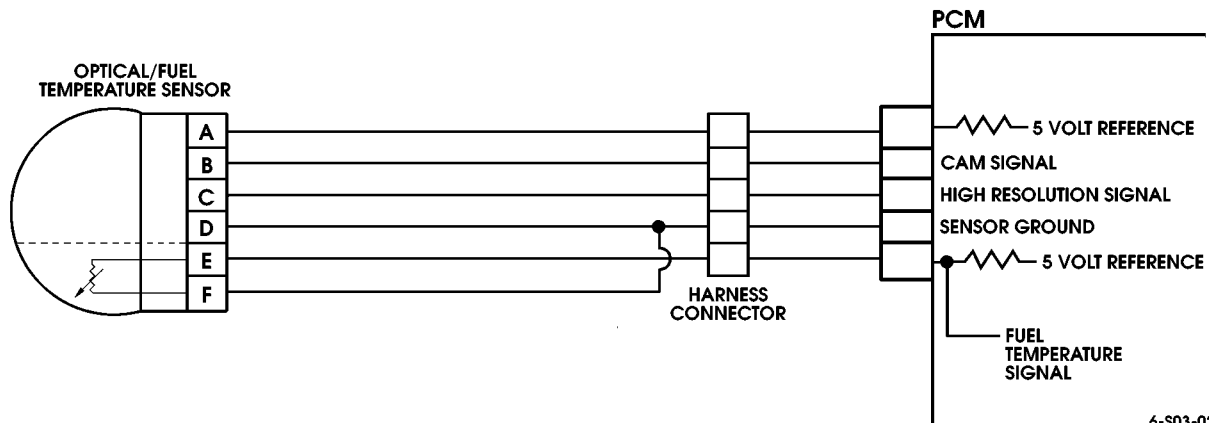 PCM
OPTICAL/FUEL
TEMPERATURE SENSOR
A
5 VOLT REFERENCE
B
CAM SIGNAL
C
HIGH RESOLUTION SIGNAL
D
SENSOR GROUND
E
5 VOLT REFERENCE
F
HARNESS
CONNECTOR
FUEL
TEMPERATURE
SIGNAL